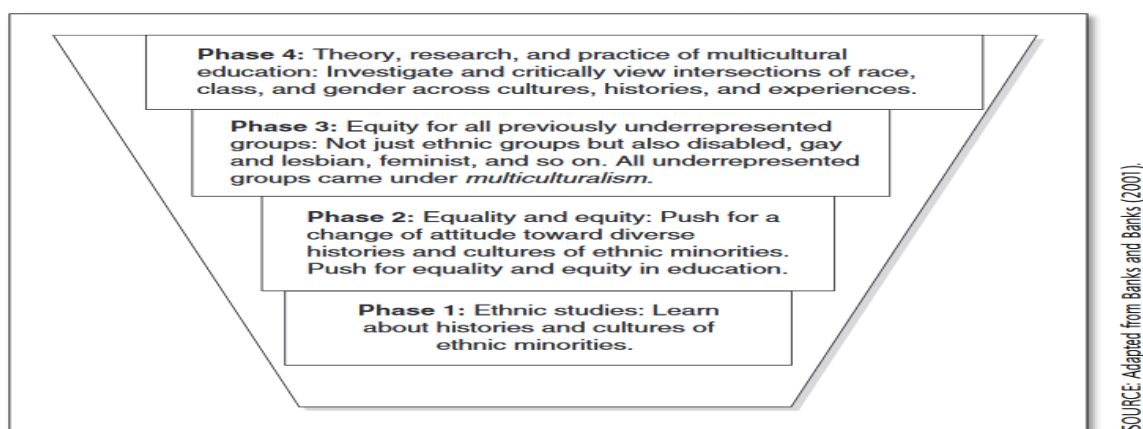 Phase 4: Theory, research, and practice of multicultural
education: Investigate and critically view intersections of race,
class, and gender across cultures, histories, and experiences.
Phase 3: Equity for all previously underrepresented
groups: Not just ethnic groups but also disabled, gay
and lesbian, feminist, and so on. All underrepresented
groups came under multiculturalism.
Phase 2: Equality and equity: Push for a
change of attitude toward diverse
histories and cultures of ethnic minorities.
Push for equality and equity in education.
Phase 1: Ethnic studies: Learn
about histories and cultures of
ethnic minorities.
SOURCE: Adapted from Banks and Banks (2001).